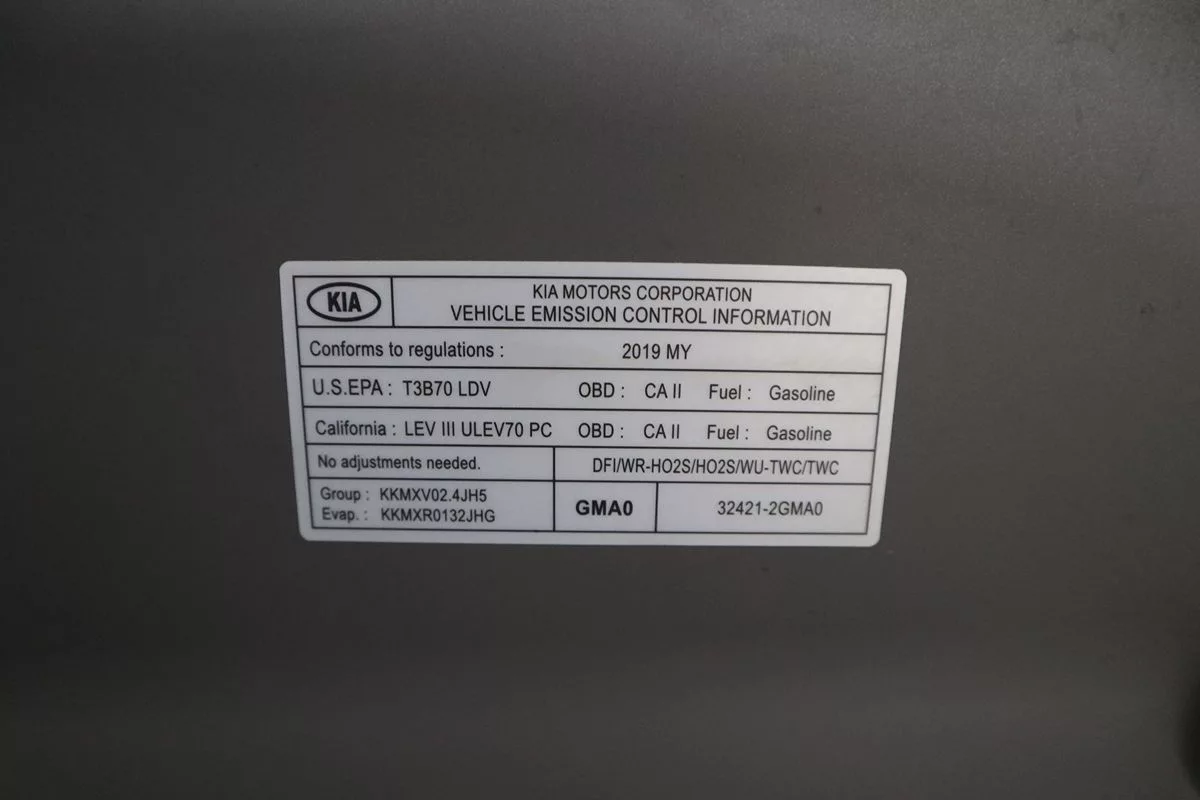 KIA
KIA MOTORS CORPORATION
VEHICLE EMISSION CONTROL INFORMATION
Conforms to regulations : 2019 MY
U.S.EPA : T3B70 LDV OBD : CA II Fuel : Gasoline
California : LEV III ULEV70 PC OBD : CA II Fuel : Gasoline
No adjustments needed. DFI/WR-HO2S/HO2S/WU-TWC/TWC
Group : KKMXV02.4JH5
Evap. : KKMXR0132JHG
GMA0 32421-2GMA0